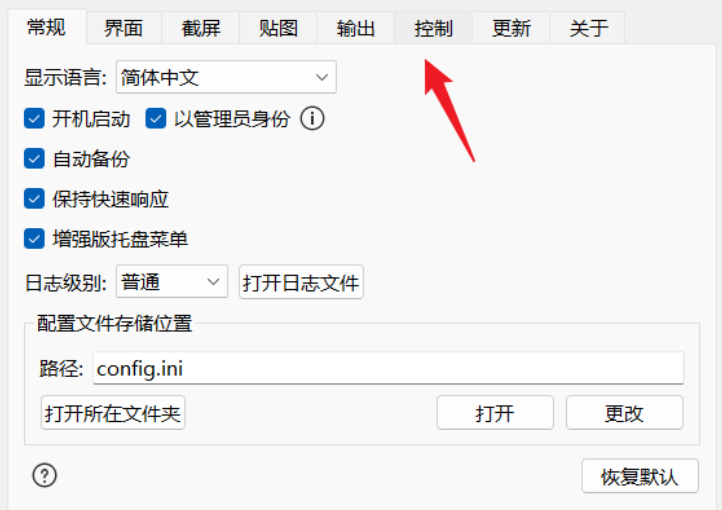 常规 界面 截屏 贴图 输出 控制 更新 关于
显示语言: 简体中文
开机启动 以管理员身份
自动备份
保持快速响应
增强版托盘菜单
日志级别: 普通 打开日志文件
配置文件存储位置
路径: config.ini
打开所在文件夹 打开 更改
恢复默认